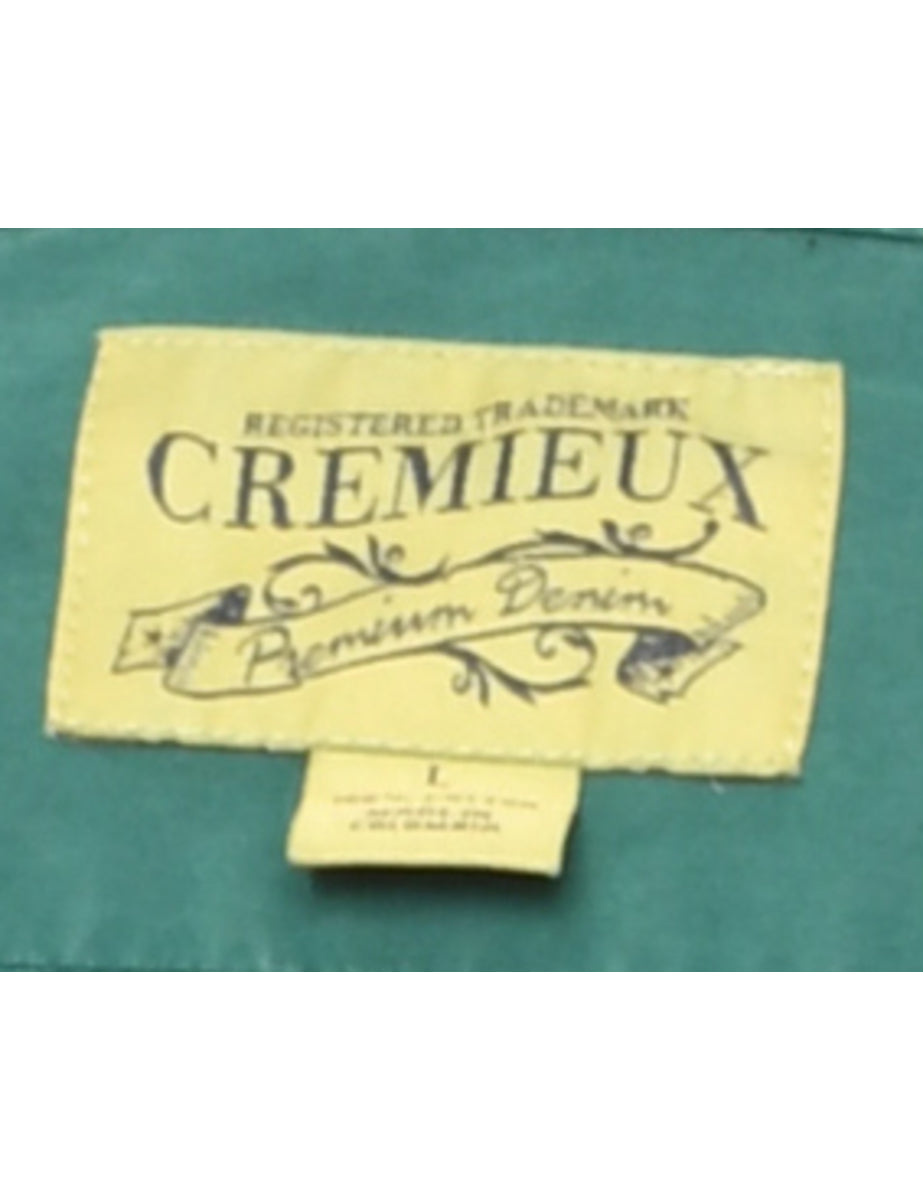 REGISTERED TRADEMARK
CREMIEUX
Premium Denim
L